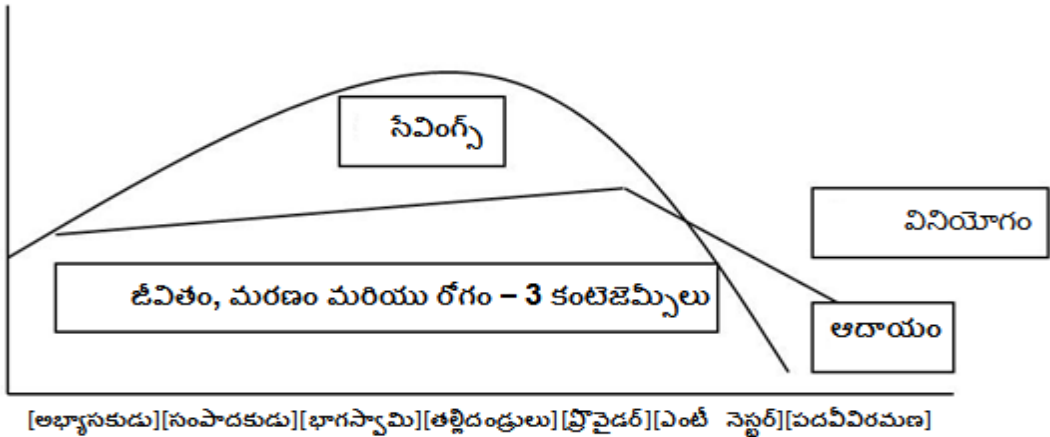 సేవింగ్స్
వినియోగం
జీవితం, మరణం మరియు రోగం – 3 కంటెజెమ్సీలు
ఆదాయం
[అభ్యాసకుడు][సంపాదకుడు][భాగస్వామి][తల్లిదండ్రులు][ప్రొవైడర్][ఎంటీ నెస్టర్][పదవీవిరమణ]